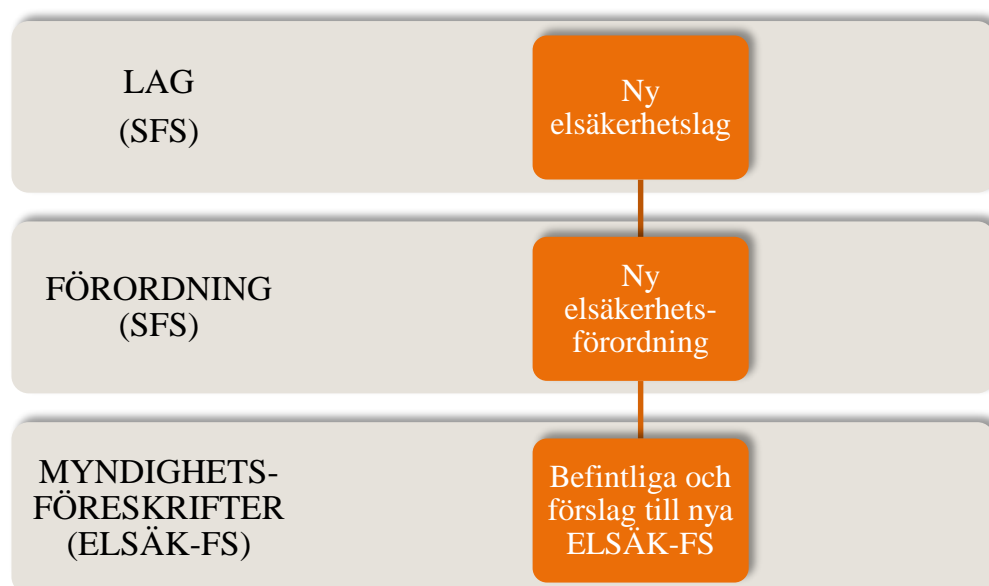 LAG
(SFS)
Ny
elsäkerhetslag
FÖRORDNING
(SFS)
Ny
elsäkerhets-
förordning
MYNDIGHETS-
FÖRESKRIFTER
(ELSÄK-FS)
Befintliga och
förslag till nya
ELSÄK-FS